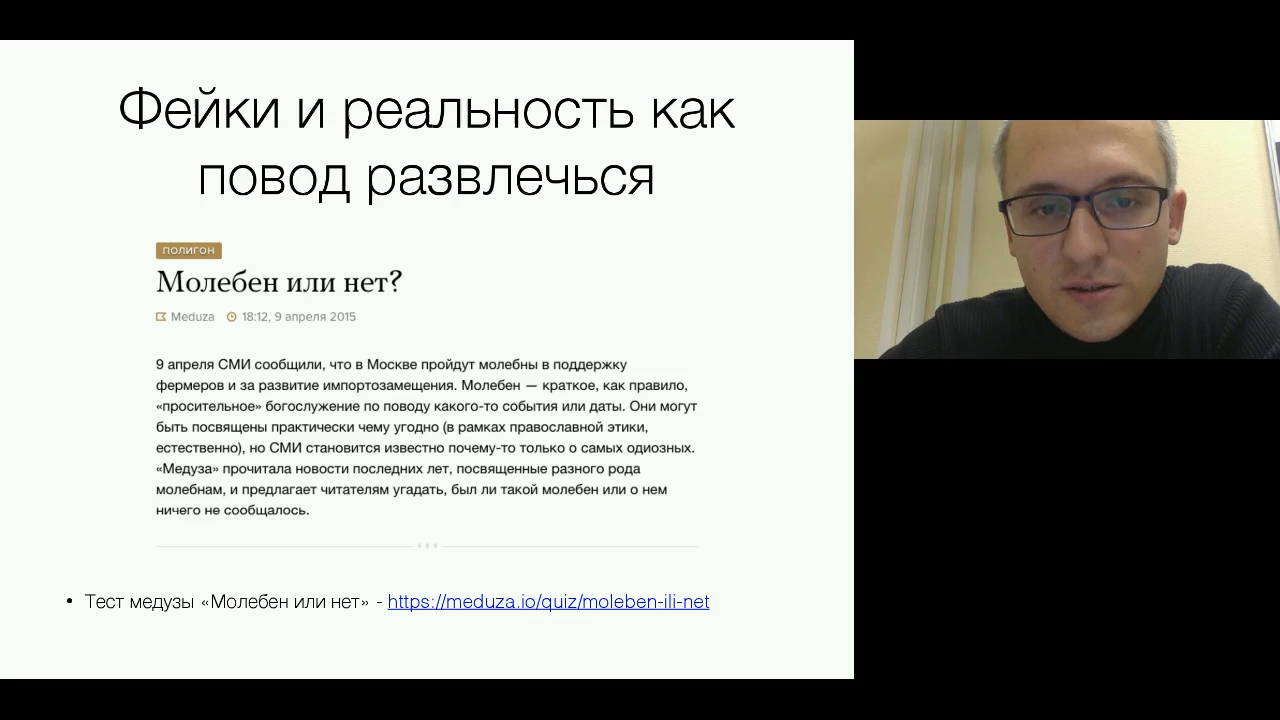 Фейки и реальность как
повод развлечься
ПОЛИГОН
Молебен или нет?
Meduza 18:12, 9 апреля 2015
9 апреля СМИ сообщили, что в Москве пройдут молебны в поддержку
фермеров и за развитие импортозамещения. Молебен — краткое, как правило,
«просительное» богослужение по поводу какого-то события или даты. Они могут
быть посвящены практически чему угодно (в рамках православной этики,
естественно), но СМИ становится известно почему-то только о самых одиозных.
«Медуза» прочитала новости последних лет, посвященные разного рода
молебнам, и предлагает читателям угадать, был ли такой молебен или о нем
ничего не сообщалось.
• Тест медузы «Молебен или нет» - https://meduza.io/quiz/moleben-ili-net